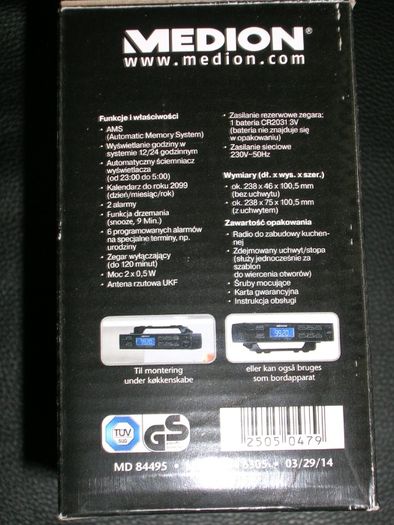 MEDION®
www.medion.com
Funkcje i właściwości
• AMS
(Automatic Memory System)
• Wyświetlanie godziny w
systemie 12/24 godzinnym
• Automatyczny ściemniacz
wyświetlacza
(od 23:00 do 5:00)
• Kalendarz do roku 2099
(dzień/miesiąc/rok)
• 2 alarmy
• Funkcja drzemania
(snooze, 9 Min.)
• 6 programowanych alarmów
na specjalne terminy, np.
urodziny
• Zegar wyłączający
(do 120 minut)
• Moc 2 x 0,5 W
• Antena rzutowa UKF
• Zasilanie rezerwowe zegara:
1 bateria CR2031 3V
(bateria nie znajduje się
w opakowaniu)
• Zasilanie sieciowe
230V~50Hz
Wymiary (dł. x wys. x szer.)
• ok. 238 x 46 x 100,5 mm
(bez uchwytu)
• ok. 238 x 75 x 100,5 mm
(z uchwytem)
Zawartość opakowania
• Radio do zabudowy kuchen-
nej
• Zdejmowany uchwyt/stopa
(służy jednocześnie za
szablon
do wiercenia otworów)
• Śruby mocujące
• Karta gwarancyjna
• Instrukcja obsługi
MEDION
Til montering
under køkkenskabe
eller kan også bruges
som bordapparat
TÜV
SÜD
GS
2505 0479
MD 84495 •
• 03/29/14